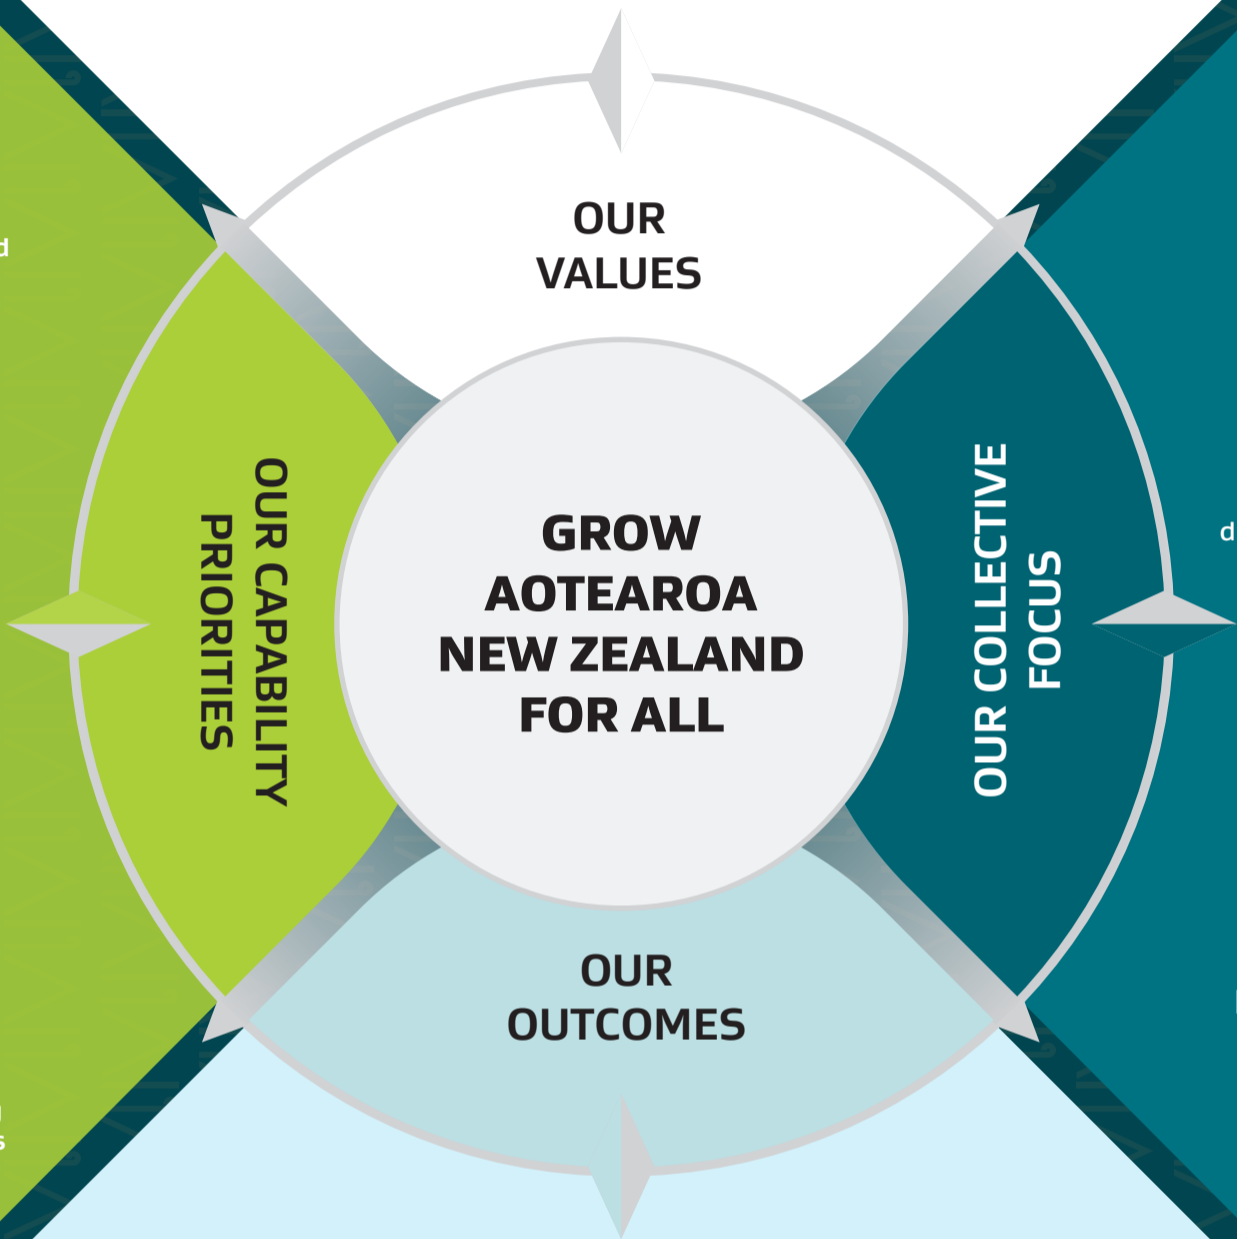 OUR
VALUES
OUR CAPABILITY
PRIORITIES
GROW
AOTEAROA
NEW ZEALAND
FOR ALL
OUR COLLECTIVE
FOCUS
OUR
OUTCOMES